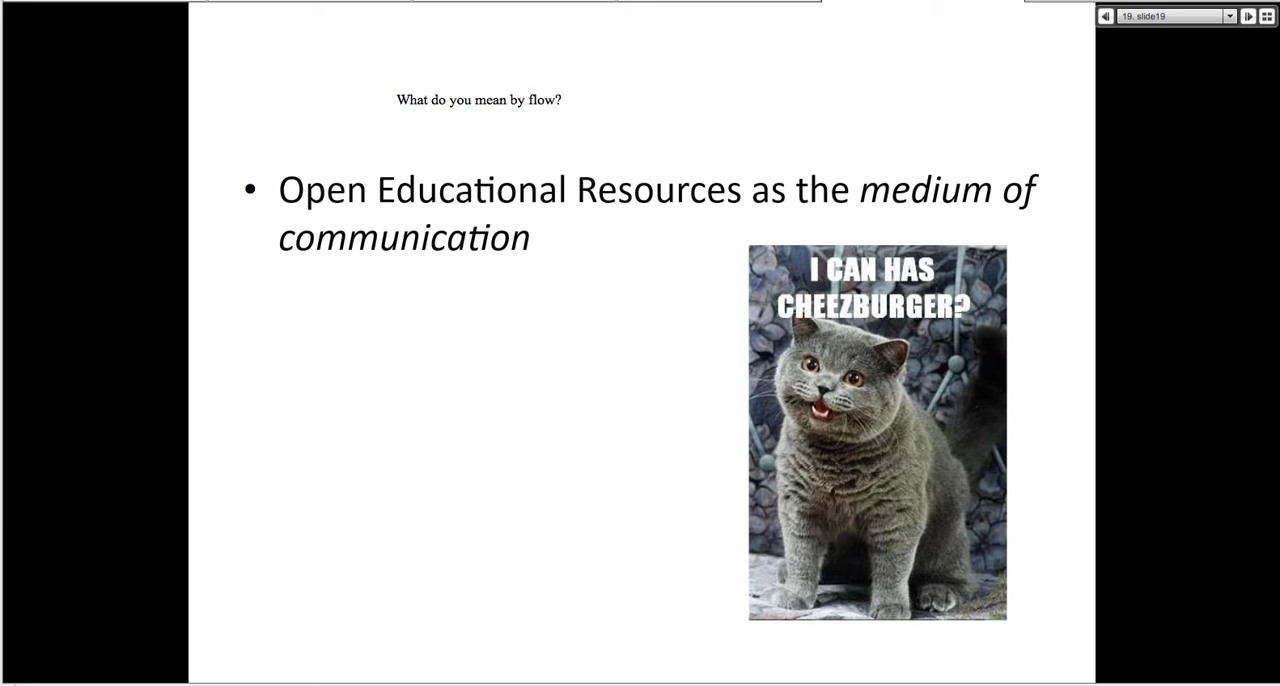 19. slide19
What do you mean by flow?
• Open Educational Resources as the medium of
communication
I CAN HAS
CHEEZBURGER?